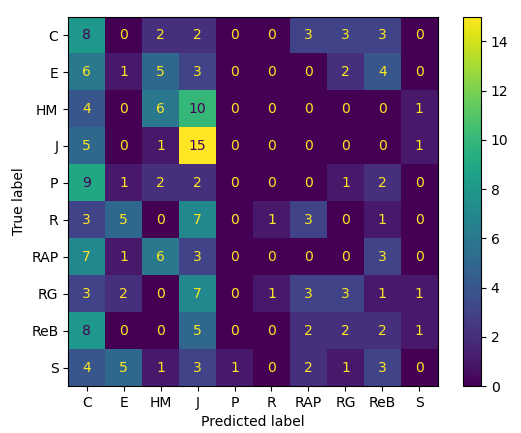 C 8 0 2 2 0 0 3 3 3 0
E 6 1 5 3 0 0 0 2 4 0
HM 4 0 6 10 0 0 0 0 0 1
J 5 0 1 15 0 0 0 0 0 1
P 9 1 2 2 0 0 0 1 2 0
R 3 5 0 7 0 1 3 0 1 0
RAP 7 1 6 3 0 0 0 0 3 0
RG 3 2 0 7 0 1 3 3 1 1
ReB 8 0 0 5 0 0 2 2 2 1
S 4 5 1 3 1 0 2 1 3 0
C E HM J P R RAP RG ReB S
Predicted label
True label
14
12
10
8
6
4
2
0